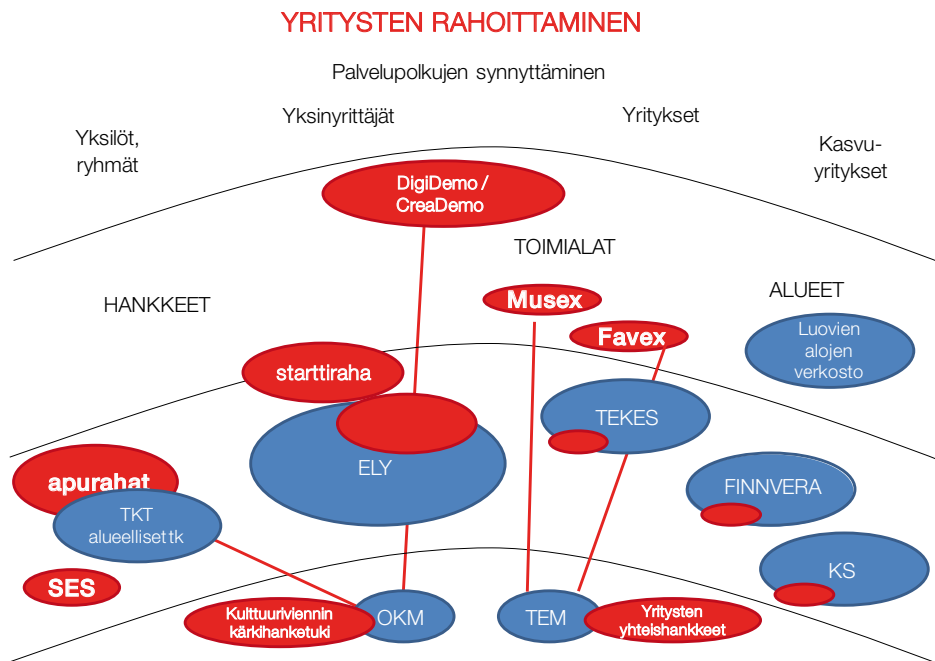 YRITYSTEN RAHOITTAMINEN
Palvelupolkujen synnyttäminen
Yksilöt,
ryhmät
Yksinyrittäjät
Yritykset
Kasvu-
yritykset
DigiDemo /
CreaDemo
TOIMIALAT
HANKKEET
Musex
ALUEET
Favex
Luovien
alojen
verkosto
starttiraha
TEKES
ELY
apurahat
TKT
alueelliset tk
FINNVERA
SES
KS
Kulttuuriviennin
kärkihanketuki
OKM
TEM
Yritysten
yhteishankkeet